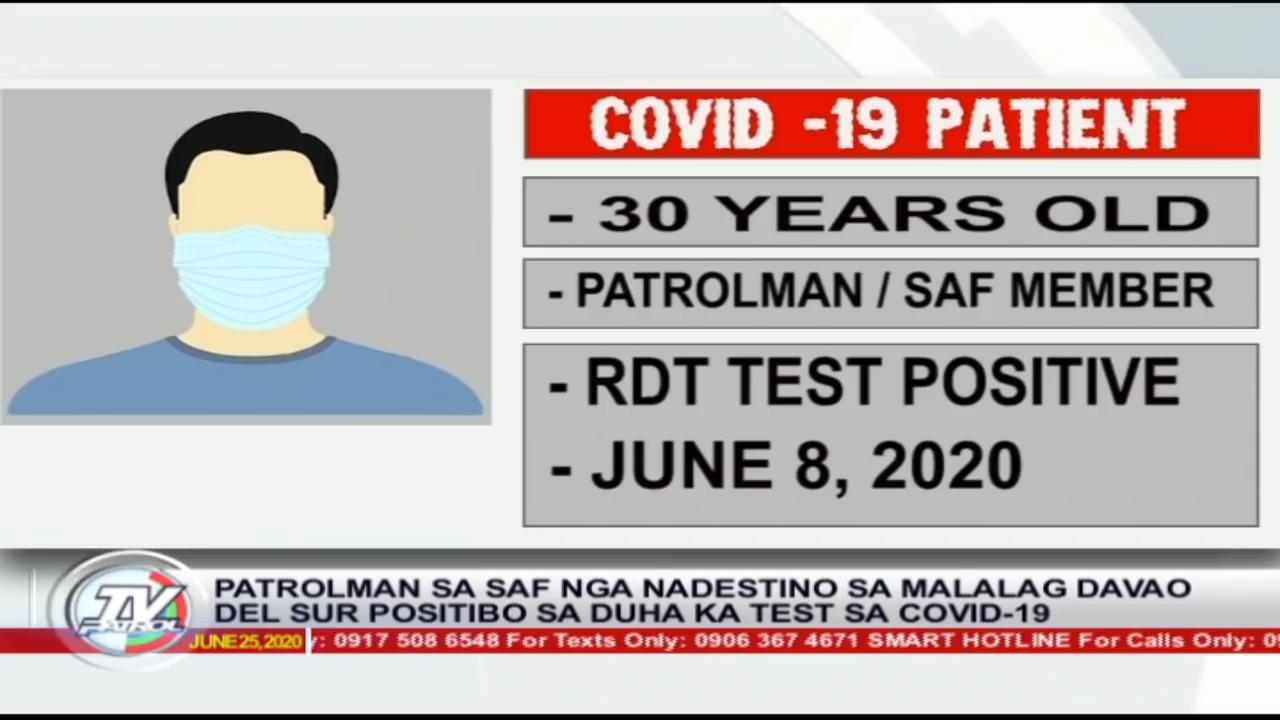 COVID -19 PATIENT
- 30 YEARS OLD
- PATROLMAN / SAF MEMBER
- RDT TEST POSITIVE
- JUNE 8, 2020
PATROLMAN SA SAF NGA NADESTINO SA MALALAG DAVAO
DEL SUR POSITIBO SA DUHA KA TEST SA COVID-19
TV
PATROL
JUNE 25, 2020
: 0917 508 6548 For Texts Only: 0906 367 4671 SMART HOTLINE For Calls Only: